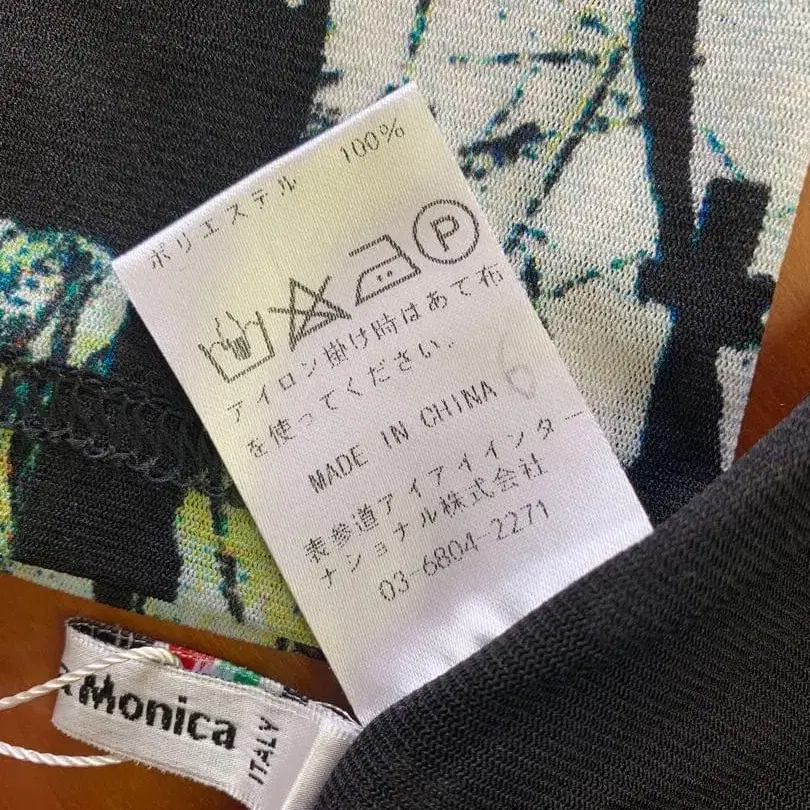 ポリエステル 100%
P
アイロン掛け時はあて布
を使ってください.
MADE IN CHINA
表参道アイアイインター
ナショナル株式会社
03-6804-2271
Monica
ITALY